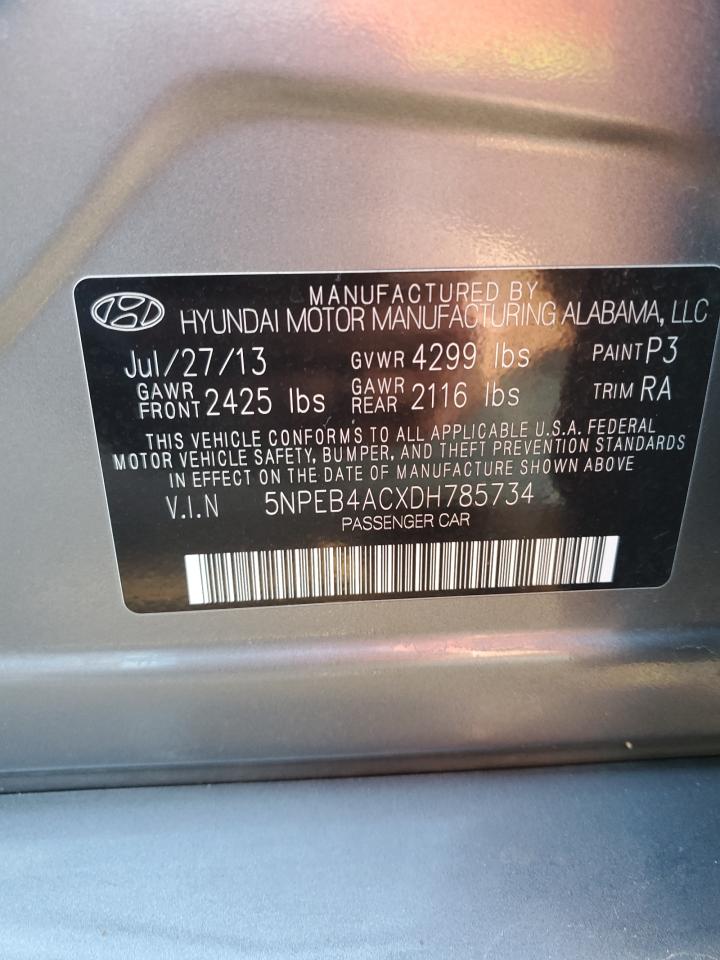 MANUFACTURED BY
HYUNDAI MOTOR MANUFACTURING ALABAMA, LLC
Jul/27/13 GVWR 4299 lbs PAINT P3
GAWR FRONT 2425 lbs GAWR REAR 2116 lbs TRIM RA
THIS VEHICLE CONFORMS TO ALL APPLICABLE U.S.A. FEDERAL
MOTOR VEHICLE SAFETY, BUMPER, AND THEFT PREVENTION STANDARDS
IN EFFECT ON THE DATE OF MANUFACTURE SHOWN ABOVE
V.I.N 5NPEB4ACXDH785734
PASSENGER CAR